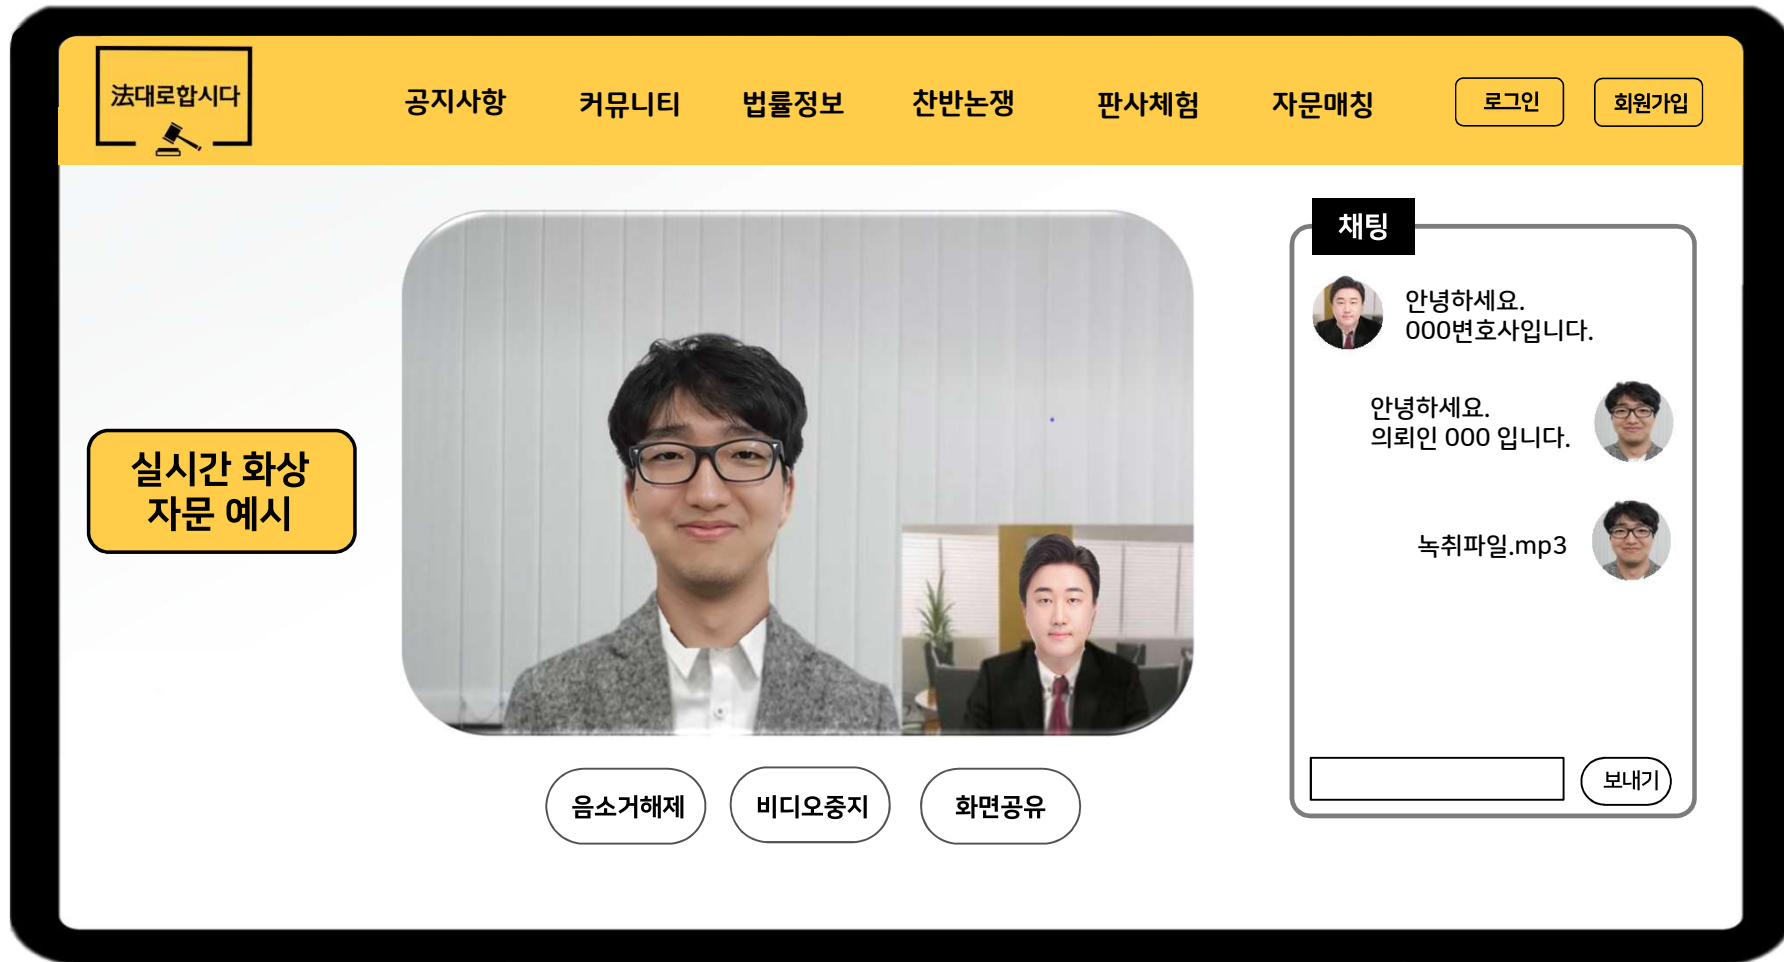 法대로합시다
공지사항
커뮤니티
법률정보
찬반논쟁
판사체험
자문매칭
로그인
회원가입
실시간 화상
자문 예시
채팅
안녕하세요.
000변호사입니다.
안녕하세요.
의뢰인 000 입니다.
녹취파일.mp3
보내기
음소거해제
비디오중지
화면공유